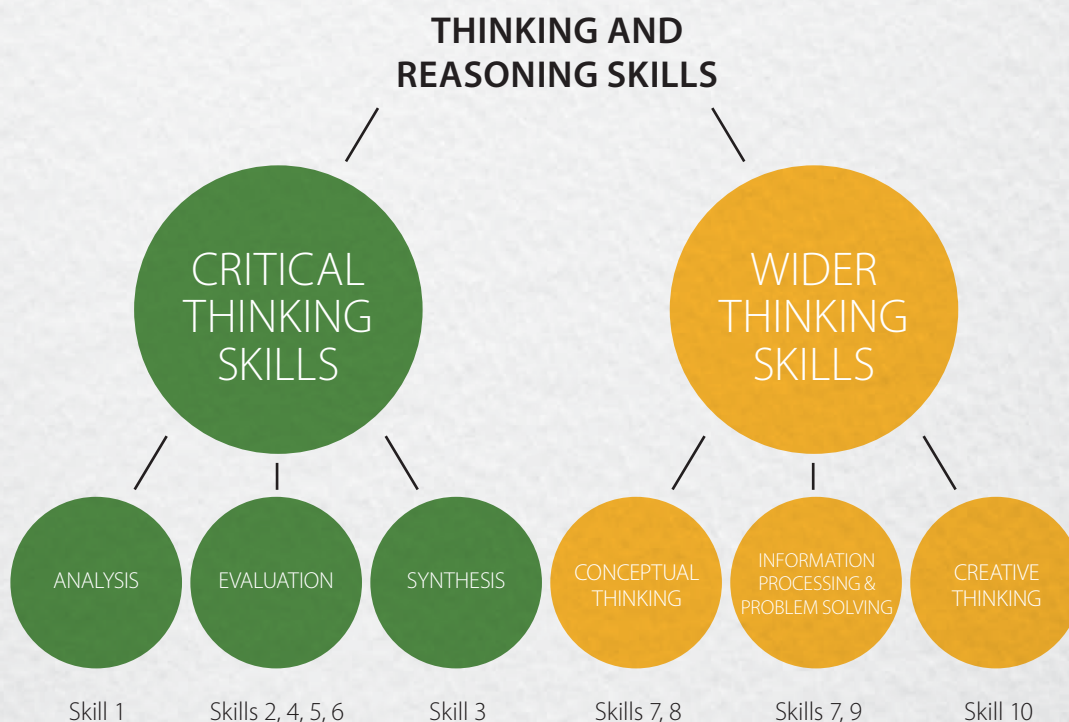 THINKING AND
REASONING SKILLS
CRITICAL
THINKING
SKILLS
WIDER
THINKING
SKILLS
ANALYSIS
EVALUATION
SYNTHESIS
CONCEPTUAL
THINKING
INFORMATION
PROCESSING &
PROBLEM SOLVING
CREATIVE
THINKING
Skill 1
Skills 2, 4, 5, 6
Skill 3
Skills 7, 8
Skills 7, 9
Skill 10